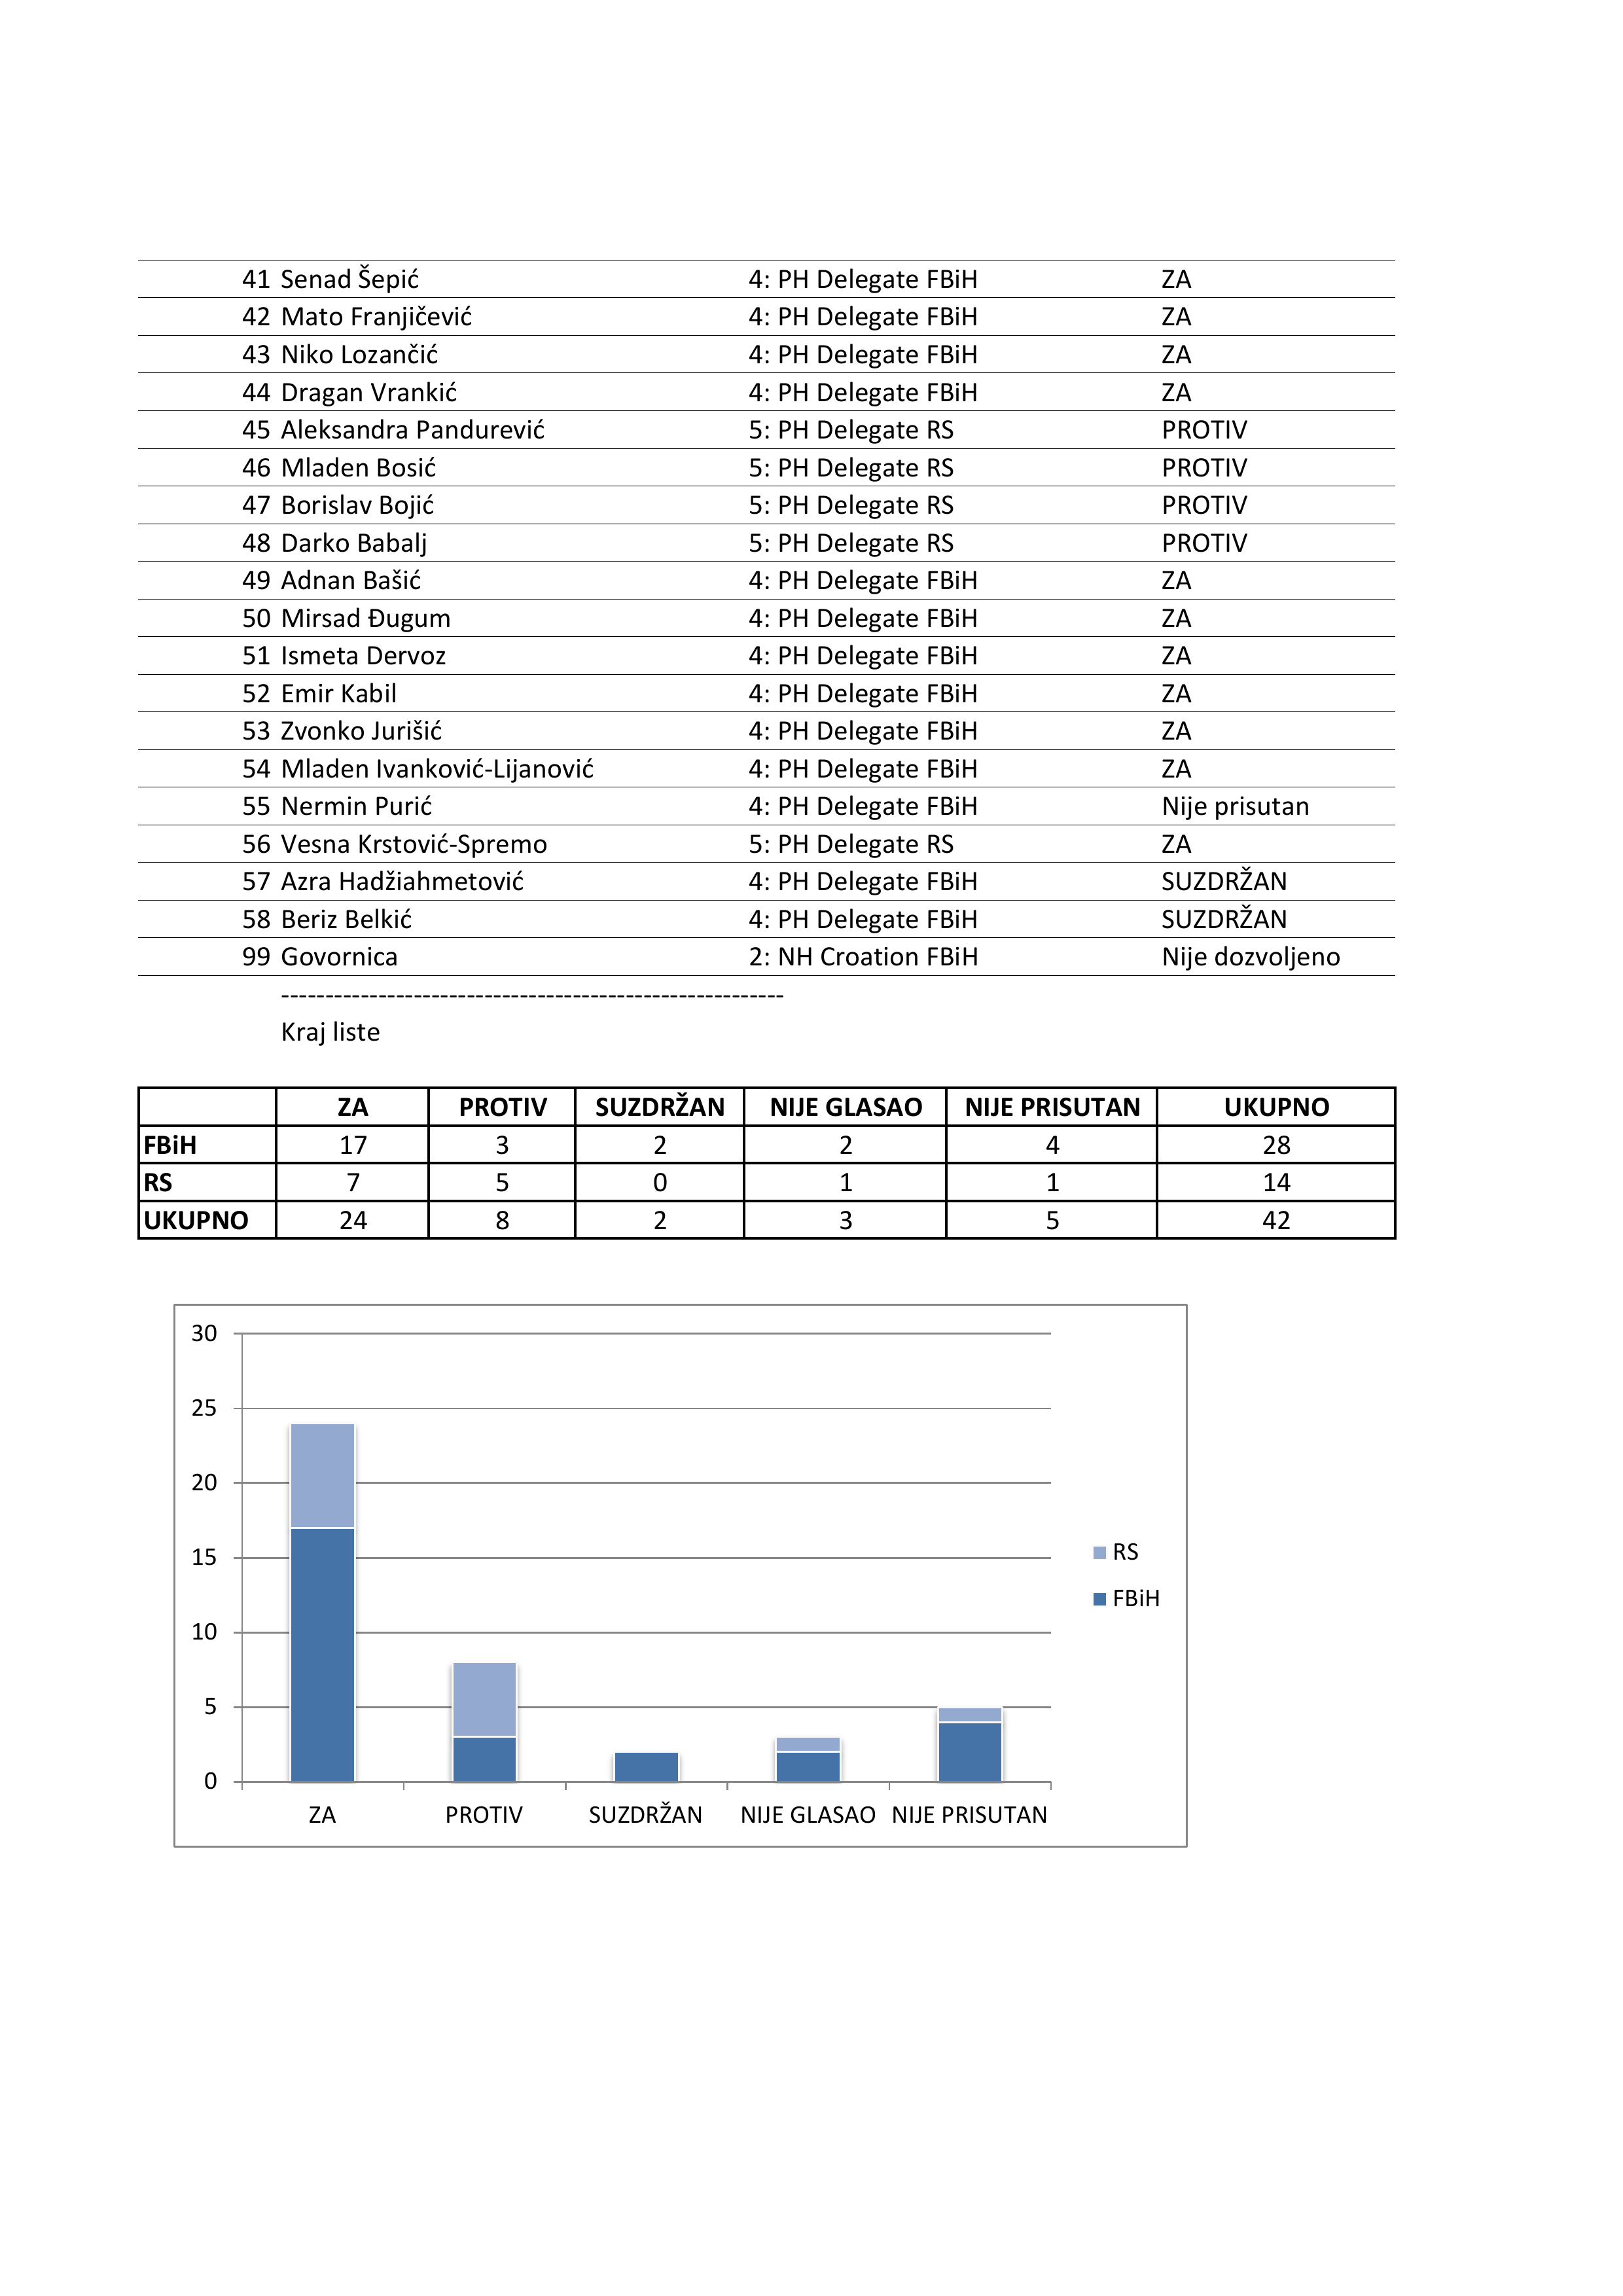 41 Senad Šepić 4: PH Delegate FBiH ZA
42 Mato Franjičević 4: PH Delegate FBiH ZA
43 Niko Lozančić 4: PH Delegate FBiH ZA
44 Dragan Vrankić 4: PH Delegate FBiH ZA
45 Aleksandra Pandurević 5: PH Delegate RS PROTIV
46 Mladen Bosić 5: PH Delegate RS PROTIV
47 Borislav Bojić 5: PH Delegate RS PROTIV
48 Darko Babalj 5: PH Delegate RS PROTIV
49 Adnan Bašić 4: PH Delegate FBiH ZA
50 Mirsad Đugum 4: PH Delegate FBiH ZA
51 Ismeta Dervoz 4: PH Delegate FBiH ZA
52 Emir Kabil 4: PH Delegate FBiH ZA
53 Zvonko Jurišić 4: PH Delegate FBiH ZA
54 Mladen Ivanković-Lijanović 4: PH Delegate FBiH ZA
55 Nermin Purić 4: PH Delegate FBiH Nije prisutan
56 Vesna Krstović-Spremo 5: PH Delegate RS ZA
57 Azra Hadžiahmetović 4: PH Delegate FBiH SUZDRŽAN
58 Beriz Belkić 4: PH Delegate FBiH SUZDRŽAN
99 Govornica 2: NH Croation FBiH Nije dozvoljeno
---------------------------------------------------------
Kraj liste
ZA PROTIV SUZDRŽAN NIJE GLASAO NIJE PRISUTAN UKUPNO
FBiH 17 3 2 2 4 28
RS 7 5 0 1 1 14
UKUPNO 24 8 2 3 5 42
30
25
20
15
10
5
0
ZA PROTIV SUZDRŽAN NIJE GLASAO NIJE PRISUTAN
RS
FBiH